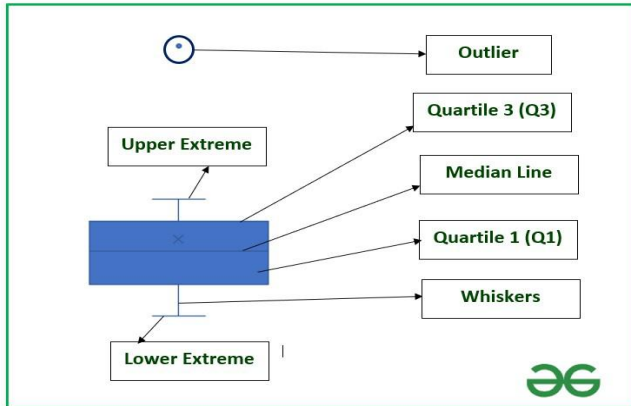 Outlier
Quartile 3 (Q3)
Upper Extreme
Median Line
Quartile 1 (Q1)
Whiskers
Lower Extreme